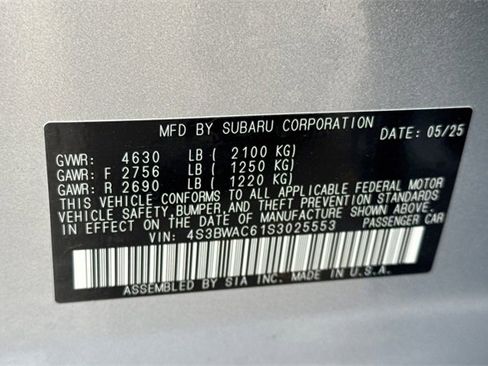 MFD BY SUBARU CORPORATION DATE: 05/25
GVWR: 4630 LB ( 2100 KG)
GAWR: F 2756 LB ( 1250 KG)
GAWR: R 2690 LB ( 1220 KG)
THIS VEHICLE CONFORMS TO ALL APPLICABLE FEDERAL MOTOR
VEHICLE SAFETY,BUMPER,AND THEFT PREVENTION STANDARDS
IN EFFECT ON THE DATE OF MANUFACTURE SHOWN ABOVE.
VIN: 4S3BWAC61S3025553 PASSENGER CAR
ASSEMBLED BY SIA INC. MADE IN U.S.A.